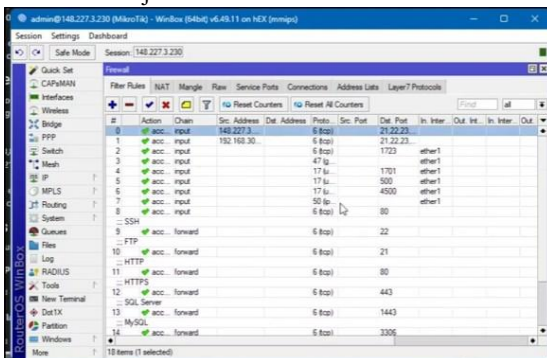 admin@148.227.3.230 (MikroTik) - WinBox (64bit) v6.49.11 on hEX (mmips)
Session Settings Dashboard
Safe Mode Session: 148.227.3.230
Quick Set
CAPsMAN
Interfaces
Wireless
Bridge
PPP
Switch
Mesh
IP
MPLS
Routing
System
Queues
Files
Log
RADIUS
Tools
New Terminal
Dot1X
Partition
Windows
More
RouterOS WinBox
Firewall
Filter Rules NAT Mangle Raw Service Ports Connections Address Lists Layer7 Protocols
Reset Counters Reset All Counters Find all
# Action Chain Src. Address Dst. Address Proto... Src. Port Dst. Port In. Inter... Out. Int... In. Inter... Out.
0 acc... input 148.227.3.... 6 (tcp) 21,22,23,...
1 acc... input 192.168.30... 6 (tcp) 21,22,23,...
2 acc... input 6 (tcp) 1723 ether1
3 acc... input 47 (g... ether1
4 acc... input 17 (u... 1701 ether1
5 acc... input 17 (u... 500 ether1
6 acc... input 17 (u... 4500 ether1
7 acc... input 50 (ip... ether1
8 acc... input 6 (tcp) 80
::: SSH
9 acc... forward 6 (tcp) 22
::: FTP
10 acc... forward 6 (tcp) 21
::: HTTP
11 acc... forward 6 (tcp) 80
::: HTTPS
12 acc... forward 6 (tcp) 443
::: SQL Server
13 acc... forward 6 (tcp) 1443
::: MySQL
14 acc... forward 6 (tcp) 3306
18 items (1 selected)